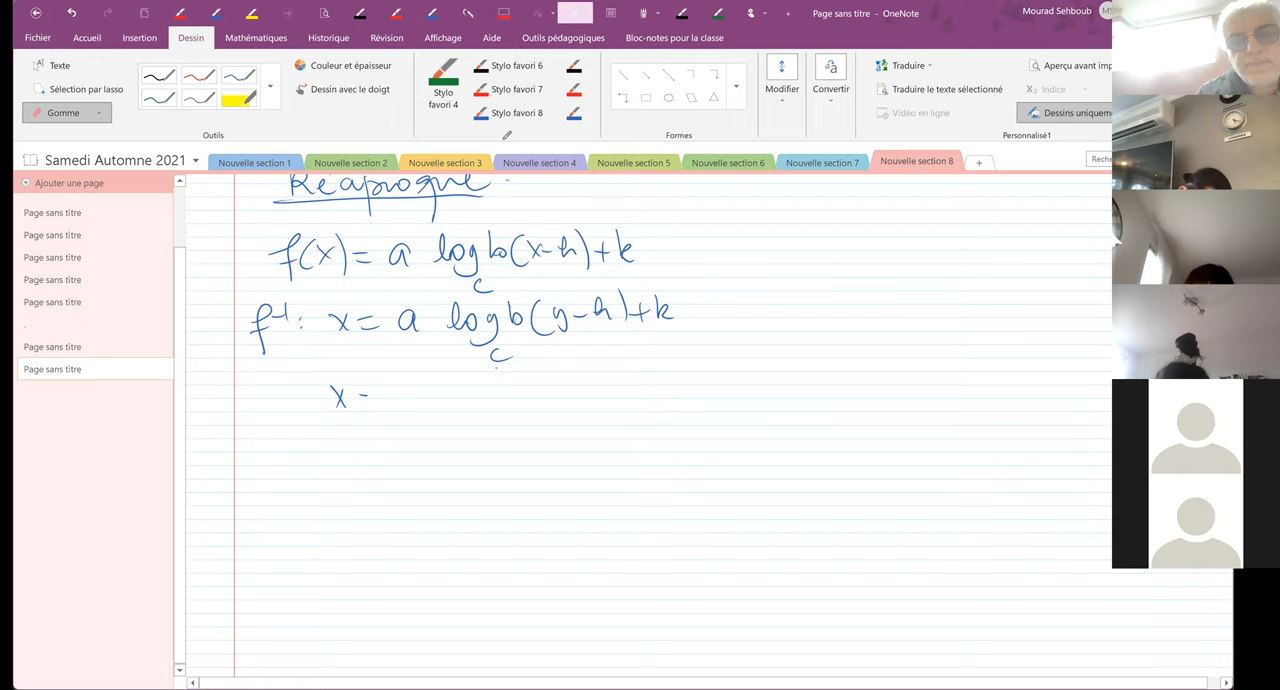 Page sans titre - OneNote
Mourad Sehboub
Fichier Accueil Insertion Dessin Mathématiques Historique Révision Affichage Aide Outils pédagogiques Bloc-notes pour la classe
Texte
Sélection par lasso
Gomme
Outils
Couleur et épaisseur
Dessin avec le doigt
Stylo favori 4
Stylo favori 6
Stylo favori 7
Stylo favori 8
Formes
Modifier
Convertir
Traduire
Traduire le texte sélectionné
Vidéo en ligne
Aperçu avant imp
Indice
Dessins uniqueme
Personnalisé1
Samedi Automne 2021
Nouvelle section 1 Nouvelle section 2 Nouvelle section 3 Nouvelle section 4 Nouvelle section 5 Nouvelle section 6 Nouvelle section 7 Nouvelle section 8
Reche
Ajouter une page
Page sans titre
Page sans titre
Page sans titre
Page sans titre
Page sans titre
.
Page sans titre
Page sans titre
Réciproque
f(x) = a log_c b(x-h)+k
f⁻¹: x = a log_c b(y-h)+k
x -